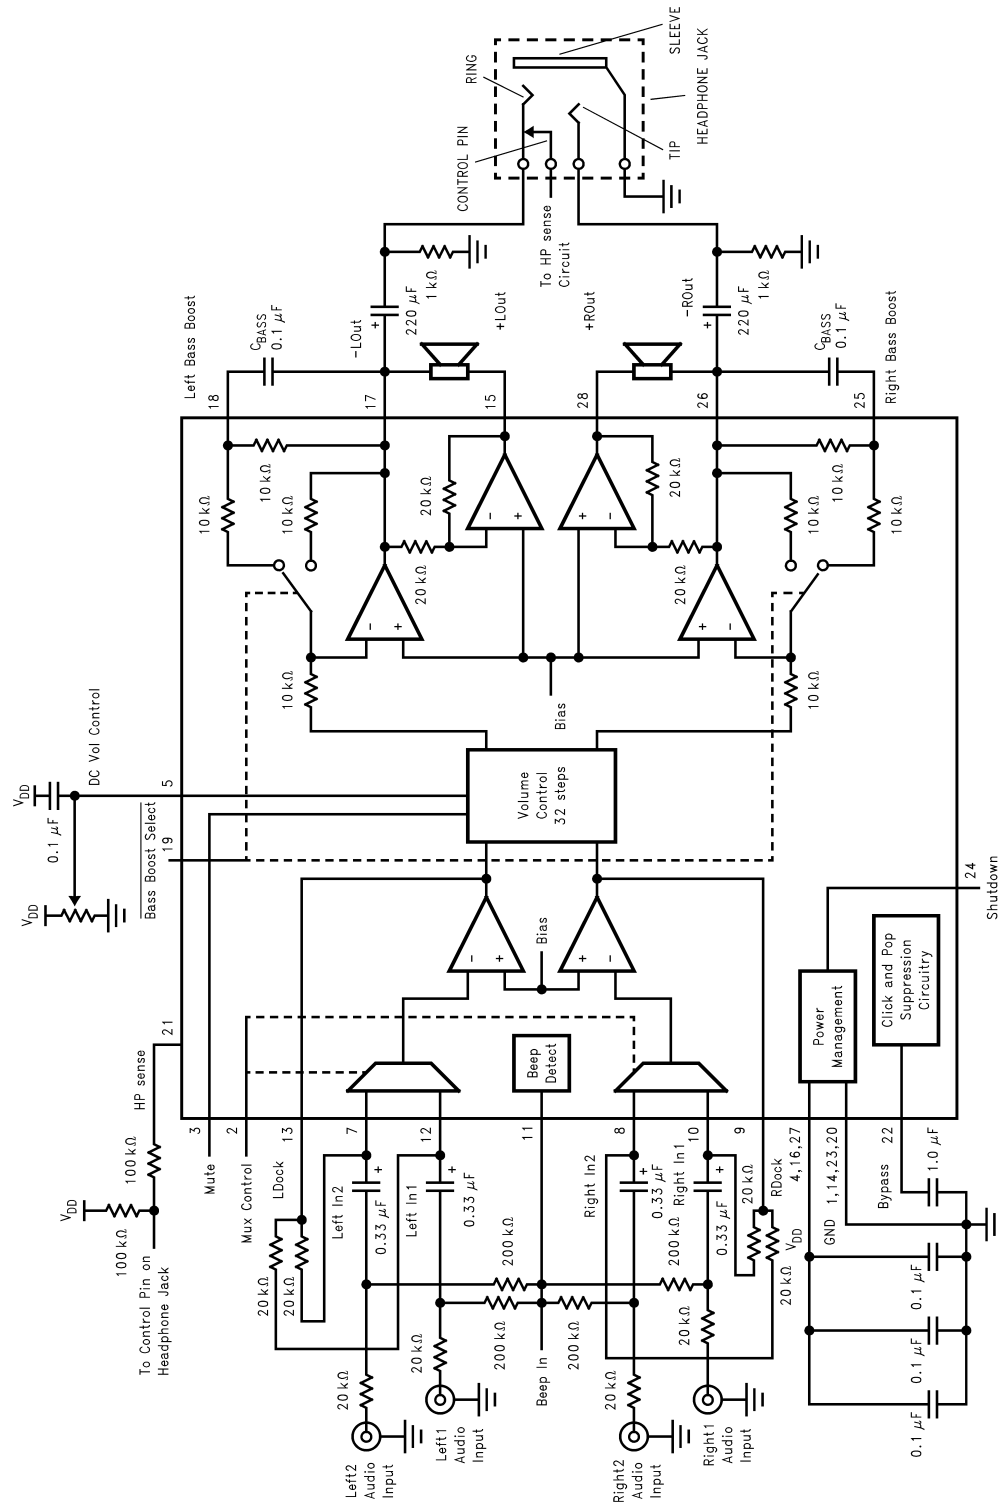 SLEEVE
HEADPHONE JACK
RING
TIP
CONTROL PIN
To HP sense
Circuit
1 kΩ
220 µF
+
-LOut
+LOut
+ROut
-ROut
+
220 µF
1 kΩ
Left Bass Boost
CBASS
0.1 µF
CBASS
0.1 µF
Right Bass Boost
18
17
15
28
26
25
10 kΩ
10 kΩ
10 kΩ
20 kΩ
20 kΩ
- +
+ -
20 kΩ
20 kΩ
10 kΩ
10 kΩ
10 kΩ
- +
+ -
10 kΩ
Bias
10 kΩ
VDD
0.1 µF
DC Vol Control
5
VDD
Bass Boost Select
19
Volume
Control
32 steps
24
Shutdown
- +
+ -
Bias
Power
Management
Click and Pop
Suppression
Circuitry
Beep
Detect
HP sense
21
100 kΩ
VDD
100 kΩ
To Control Pin on
Headphone Jack
3
Mute
2
Mux Control
13
LDock
7
Left In2
+
0.33 µF
12
Left In1
+
0.33 µF
11
8
Right In2
+
0.33 µF
10
Right In1
+
0.33 µF
9
RDock
20 kΩ
20 kΩ
4,16,27
VDD
1,14,23,20
GND
22
Bypass
1.0 µF
0.1 µF
0.1 µF
0.1 µF
20 kΩ
20 kΩ
200 kΩ
200 kΩ
200 kΩ
200 kΩ
Beep In
20 kΩ
20 kΩ
20 kΩ
20 kΩ
Left2
Audio
Input
Left1
Audio
Input
Right2
Audio
Input
Right1
Audio
Input